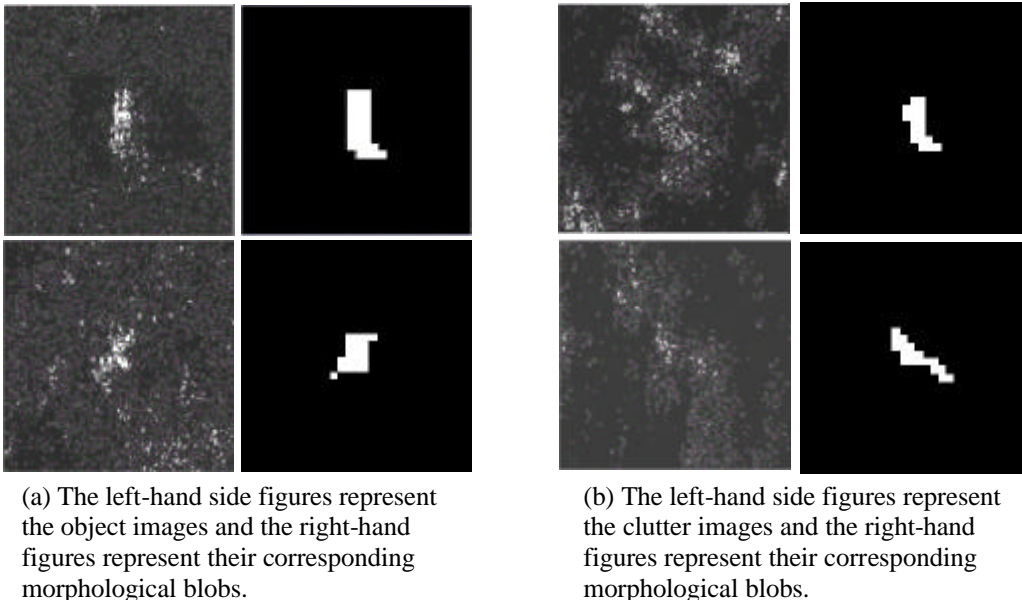 (a) The left-hand side figures represent
the object images and the right-hand
figures represent their corresponding
morphological blobs.
(b) The left-hand side figures represent
the clutter images and the right-hand
figures represent their corresponding
morphological blobs.